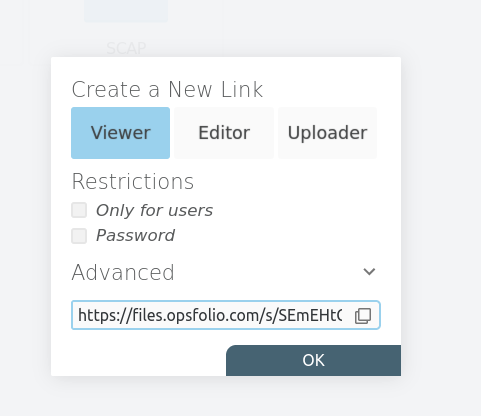 SCAP
Create a New Link
Viewer Editor Uploader
Restrictions
Only for users
Password
Advanced
https://files.opsfolio.com/s/SEmEHt
OK